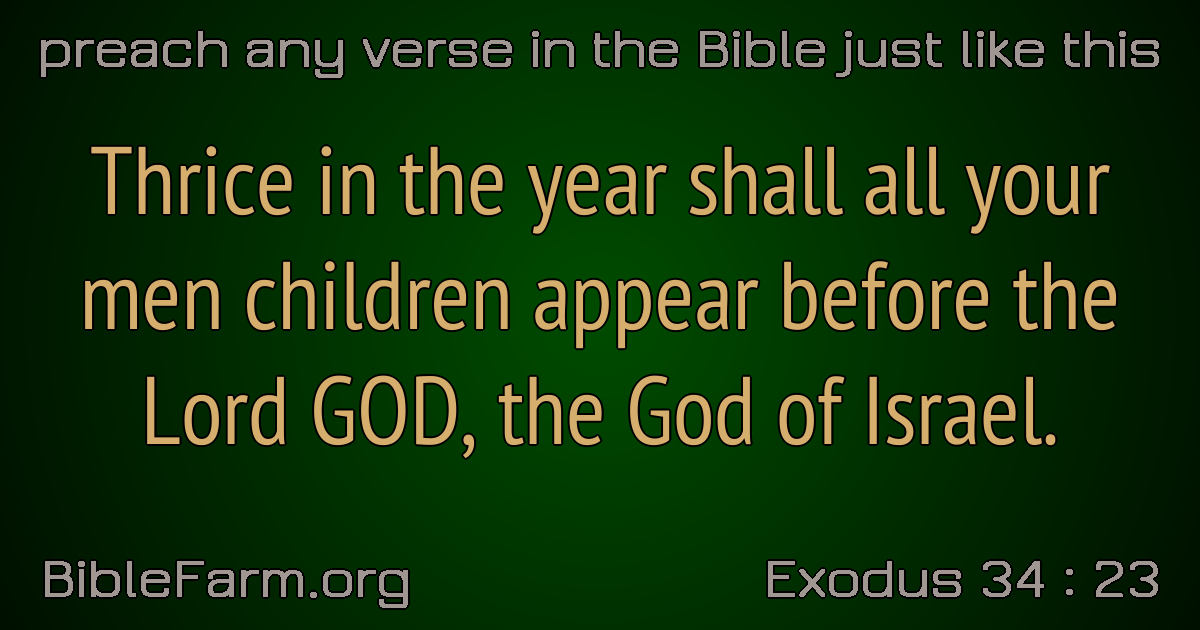 preach any verse in the Bible just like this
Thrice in the year shall all your
men children appear before the
Lord GOD, the God of Israel.
BibleFarm.org
Exodus 34 : 23